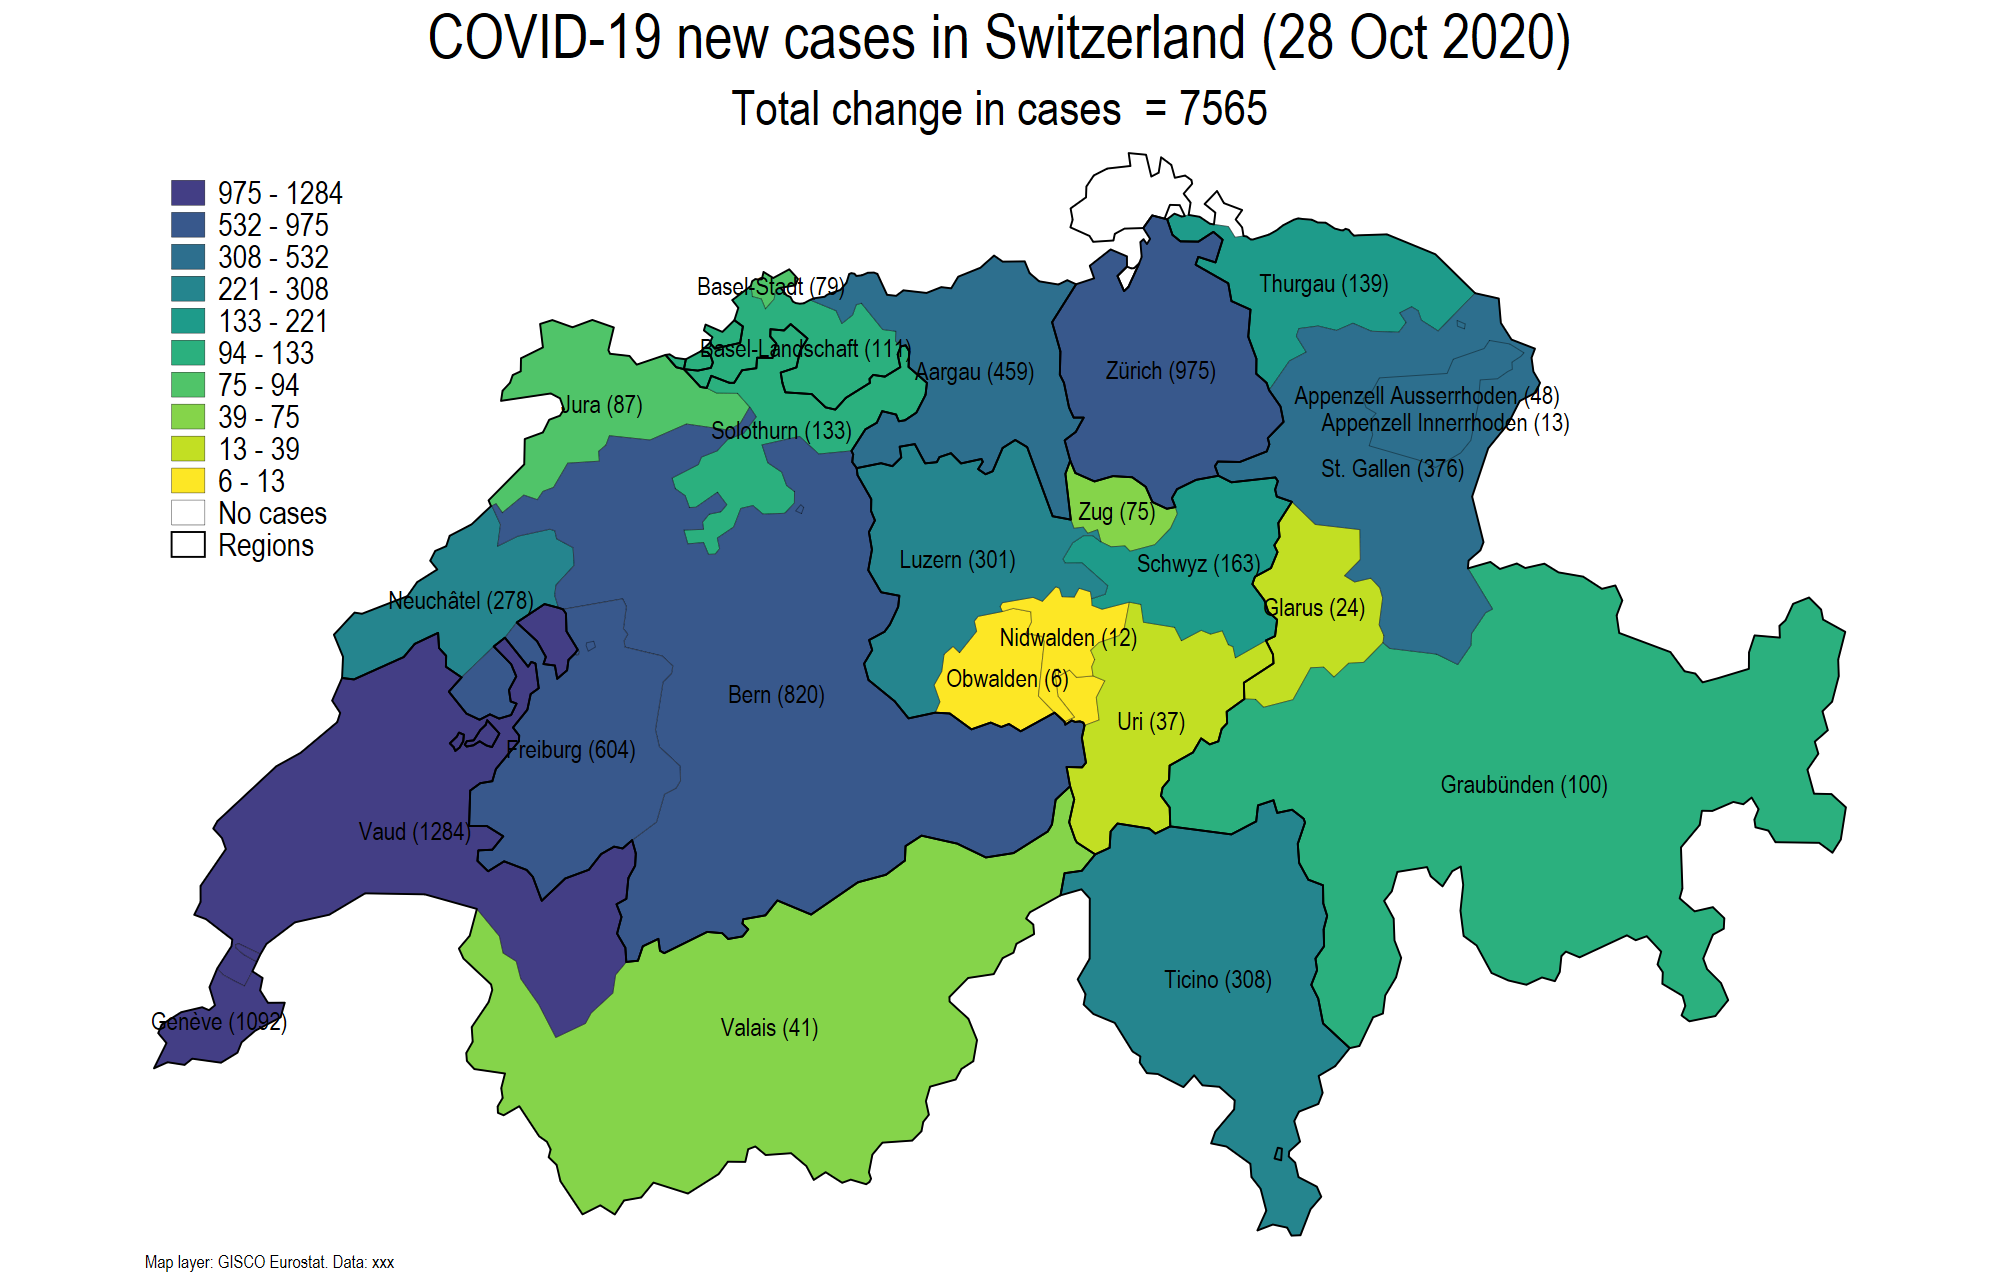 COVID-19 new cases in Switzerland (28 Oct 2020)
Total change in cases  = 7565
975 - 1284
532 - 975
308 - 532
221 - 308
133 - 221
94 - 133
75 - 94
39 - 75
13 - 39
6 - 13
No cases
Regions
Basel-Stadt (79)
Thurgau (139)
Basel-Landschaft (111)
Aargau (459)
Zürich (975)
Appenzell Ausserrhoden (48)
Jura (87)
Appenzell Innerrhoden (13)
Solothurn (133)
St. Gallen (376)
Zug (75)
Luzern (301)
Schwyz (163)
Neuchâtel (278)
Glarus (24)
Nidwalden (12)
Obwalden (6)
Bern (820)
Uri (37)
Freiburg (604)
Graubünden (100)
Vaud (1284)
Ticino (308)
Genève (1092)
Valais (41)
Map layer: GISCO Eurostat. Data: xxx